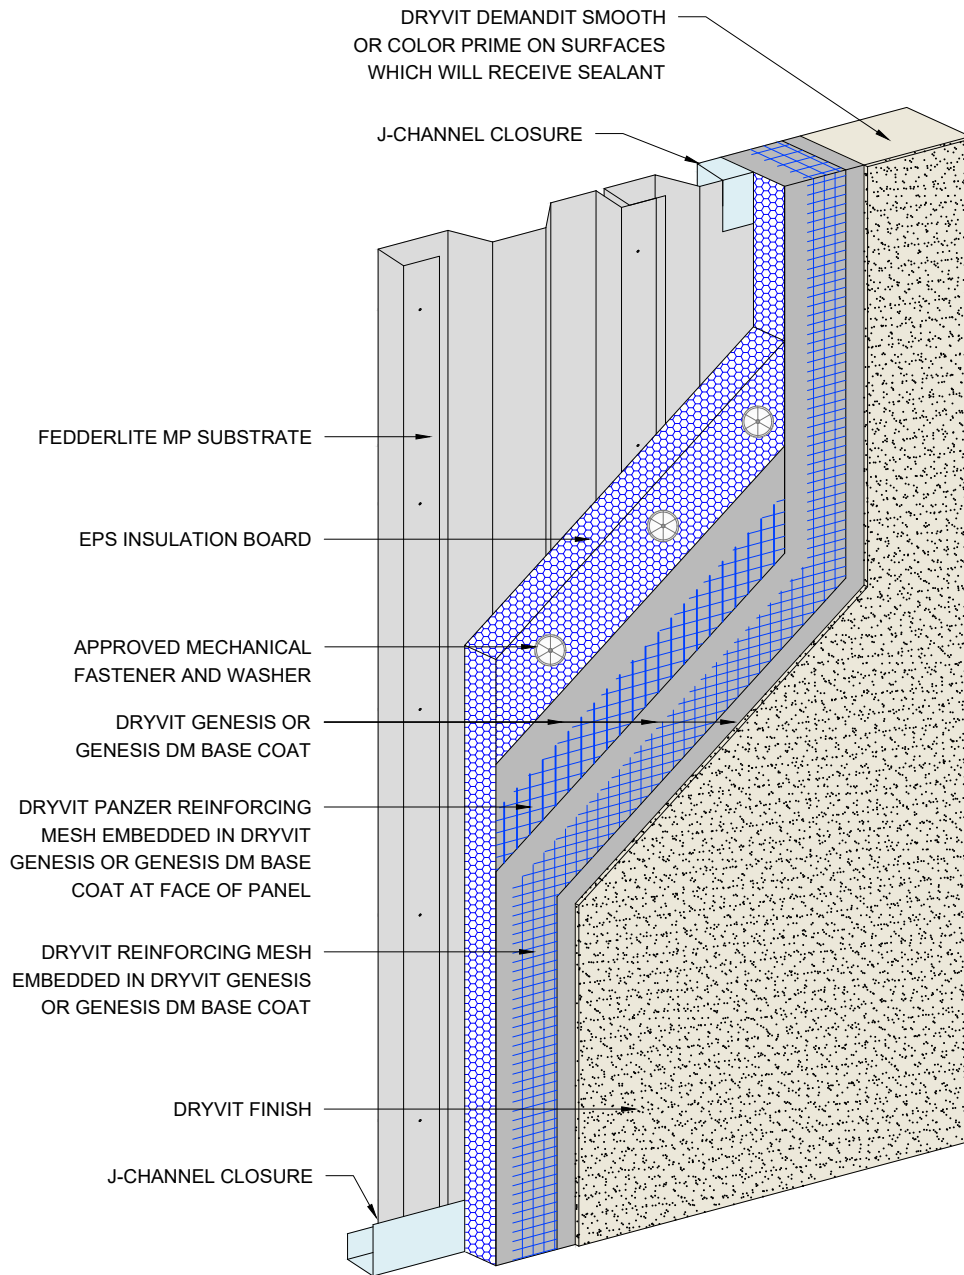 DRYVIT DEMANDIT SMOOTH
OR COLOR PRIME ON SURFACES
WHICH WILL RECEIVE SEALANT
J-CHANNEL CLOSURE
FEDDERLITE MP SUBSTRATE
EPS INSULATION BOARD
APPROVED MECHANICAL
FASTENER AND WASHER
DRYVIT GENESIS OR
GENESIS DM BASE COAT
DRYVIT PANZER REINFORCING
MESH EMBEDDED IN DRYVIT
GENESIS OR GENESIS DM BASE
COAT AT FACE OF PANEL
DRYVIT REINFORCING MESH
EMBEDDED IN DRYVIT GENESIS
OR GENESIS DM BASE COAT
DRYVIT FINISH
J-CHANNEL CLOSURE